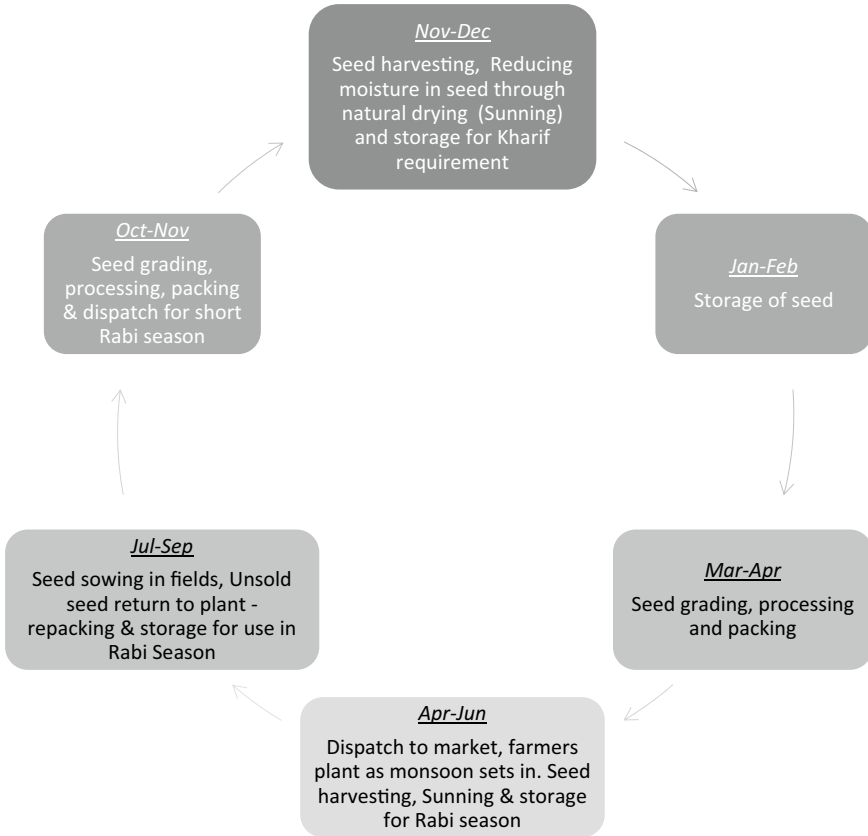 Nov-Dec
Seed harvesting, Reducing
moisture in seed through
natural drying (Sunning)
and storage for Kharif
requirement
Jan-Feb
Storage of seed
Mar-Apr
Seed grading, processing
and packing
Apr-Jun
Dispatch to market, farmers
plant as monsoon sets in. Seed
harvesting, Sunning & storage
for Rabi season
Jul-Sep
Seed sowing in fields, Unsold
seed return to plant -
repacking & storage for use in
Rabi Season
Oct-Nov
Seed grading,
processing, packing
& dispatch for short
Rabi season